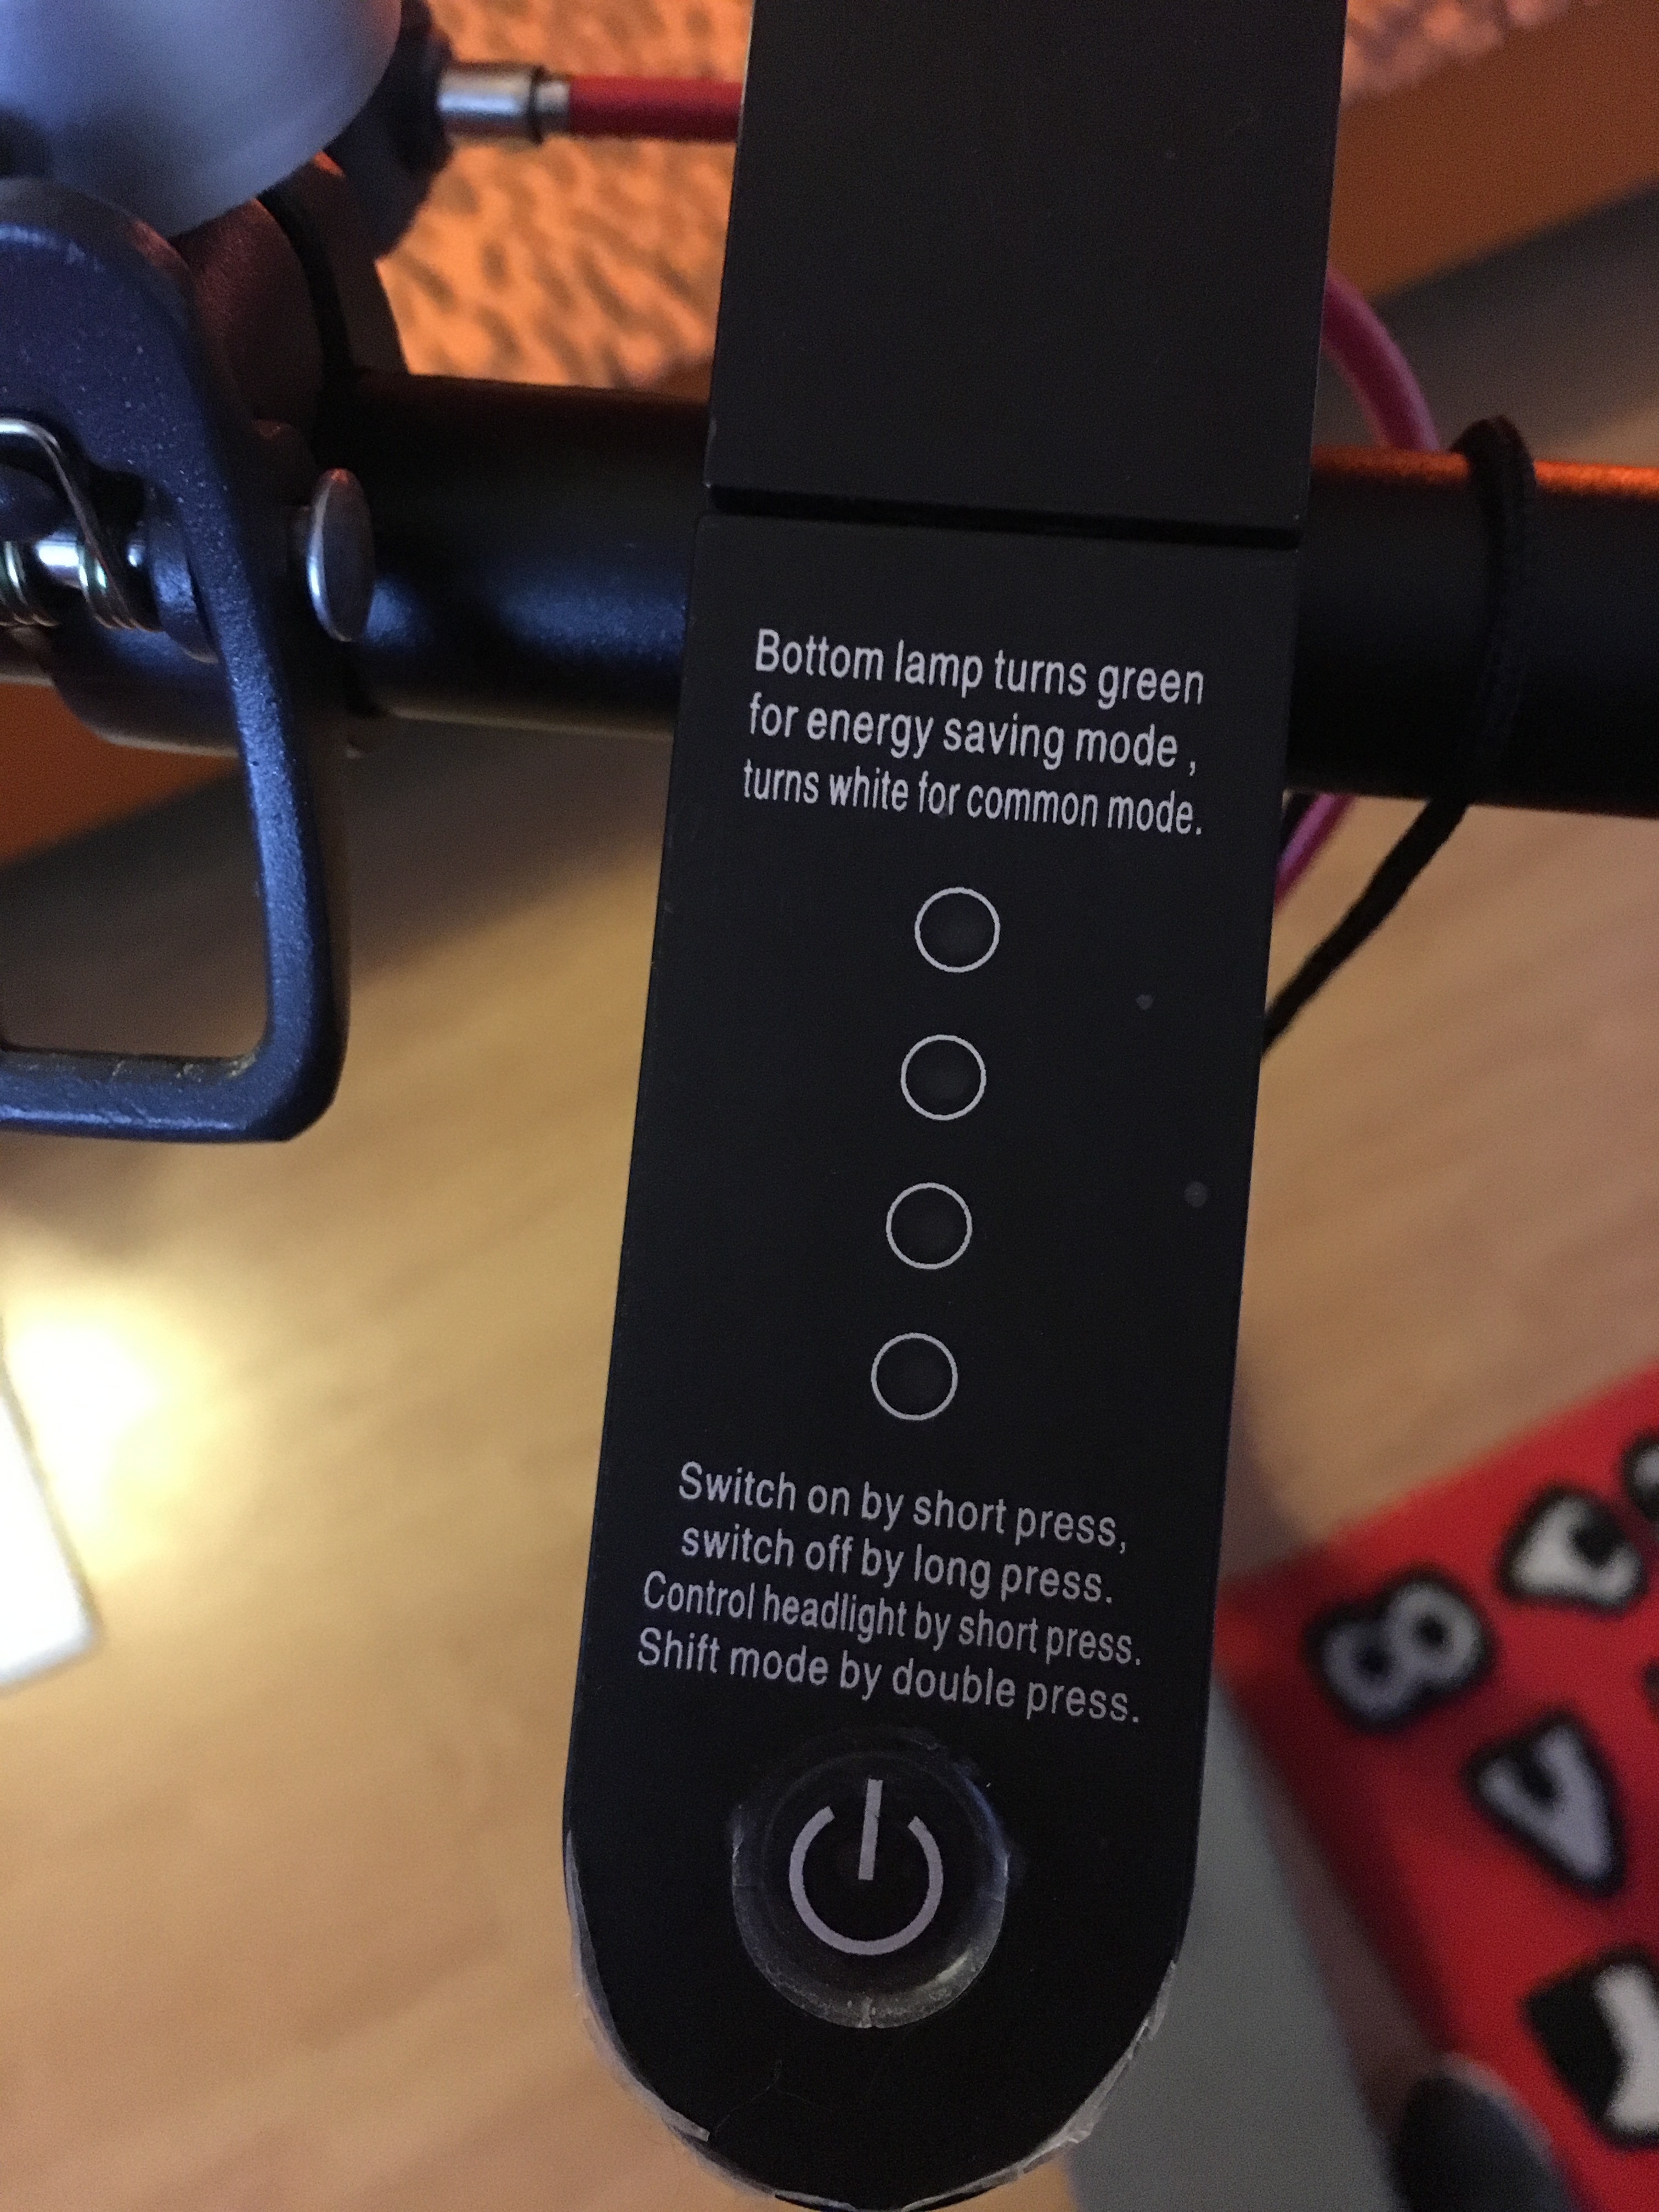 Bottom lamp turns green
for energy saving mode ,
turns white for common mode.
Switch on by short press,
switch off by long press.
Control headlight by short press.
Shift mode by double press.